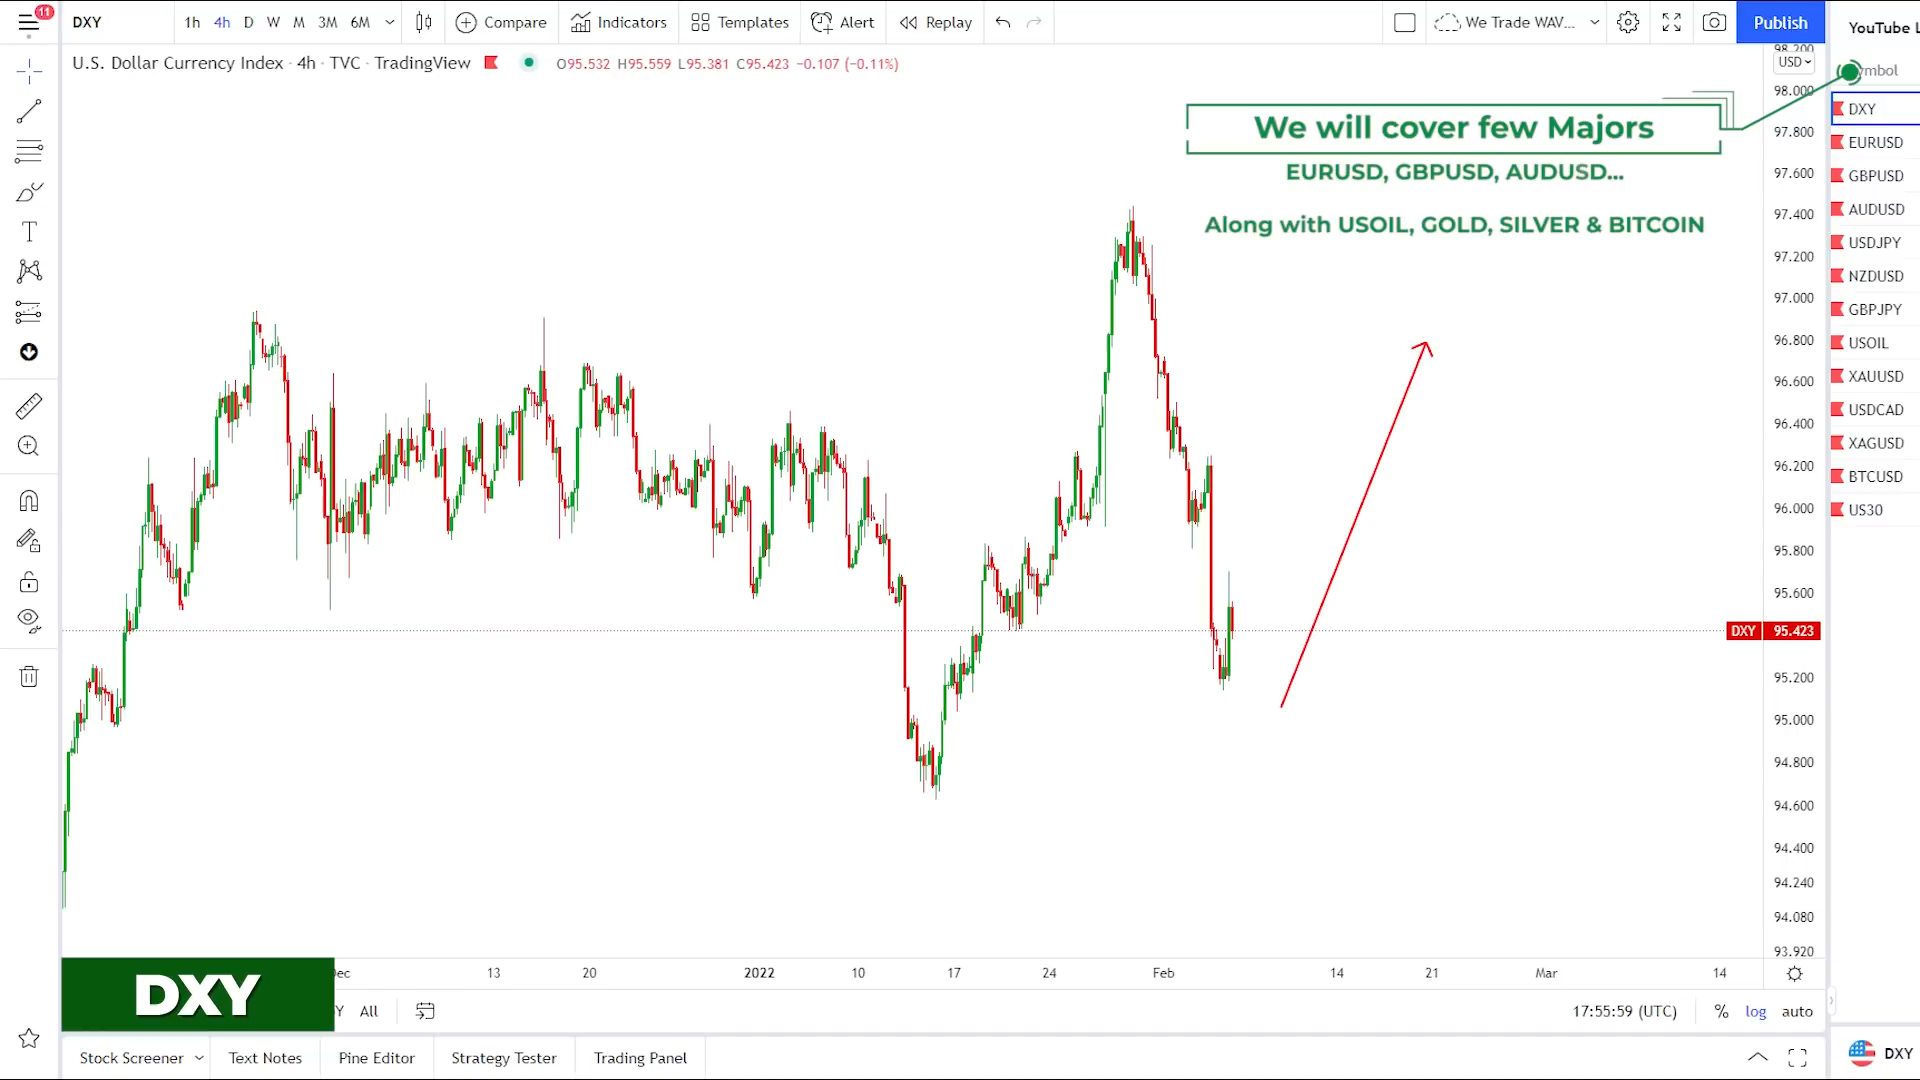 11
DXY
1h 4h D W M 3M 6M
Compare
Indicators
Templates
Alert
Replay
We Trade WAV...
Publish
YouTube L
U.S. Dollar Currency Index · 4h · TVC · TradingView
O95.532 H95.559 L95.381 C95.423 −0.107 (−0.11%)
USD
We will cover few Majors
EURUSD, GBPUSD, AUDUSD...
Along with USOIL, GOLD, SILVER & BITCOIN
98.200
98.000
97.800
97.600
97.400
97.200
97.000
96.800
96.600
96.400
96.200
96.000
95.800
95.600
DXY 95.423
95.200
95.000
94.800
94.600
94.400
94.240
94.080
93.920
ymbol
DXY
EURUSD
GBPUSD
AUDUSD
USDJPY
NZDUSD
GBPJPY
USOIL
XAUUSD
USDCAD
XAGUSD
BTCUSD
US30
Dec 13 20 2022 10 17 24 Feb 14 21 Mar 14
DXY
Y All
17:55:59 (UTC) % log auto
Stock Screener
Text Notes
Pine Editor
Strategy Tester
Trading Panel
DXY